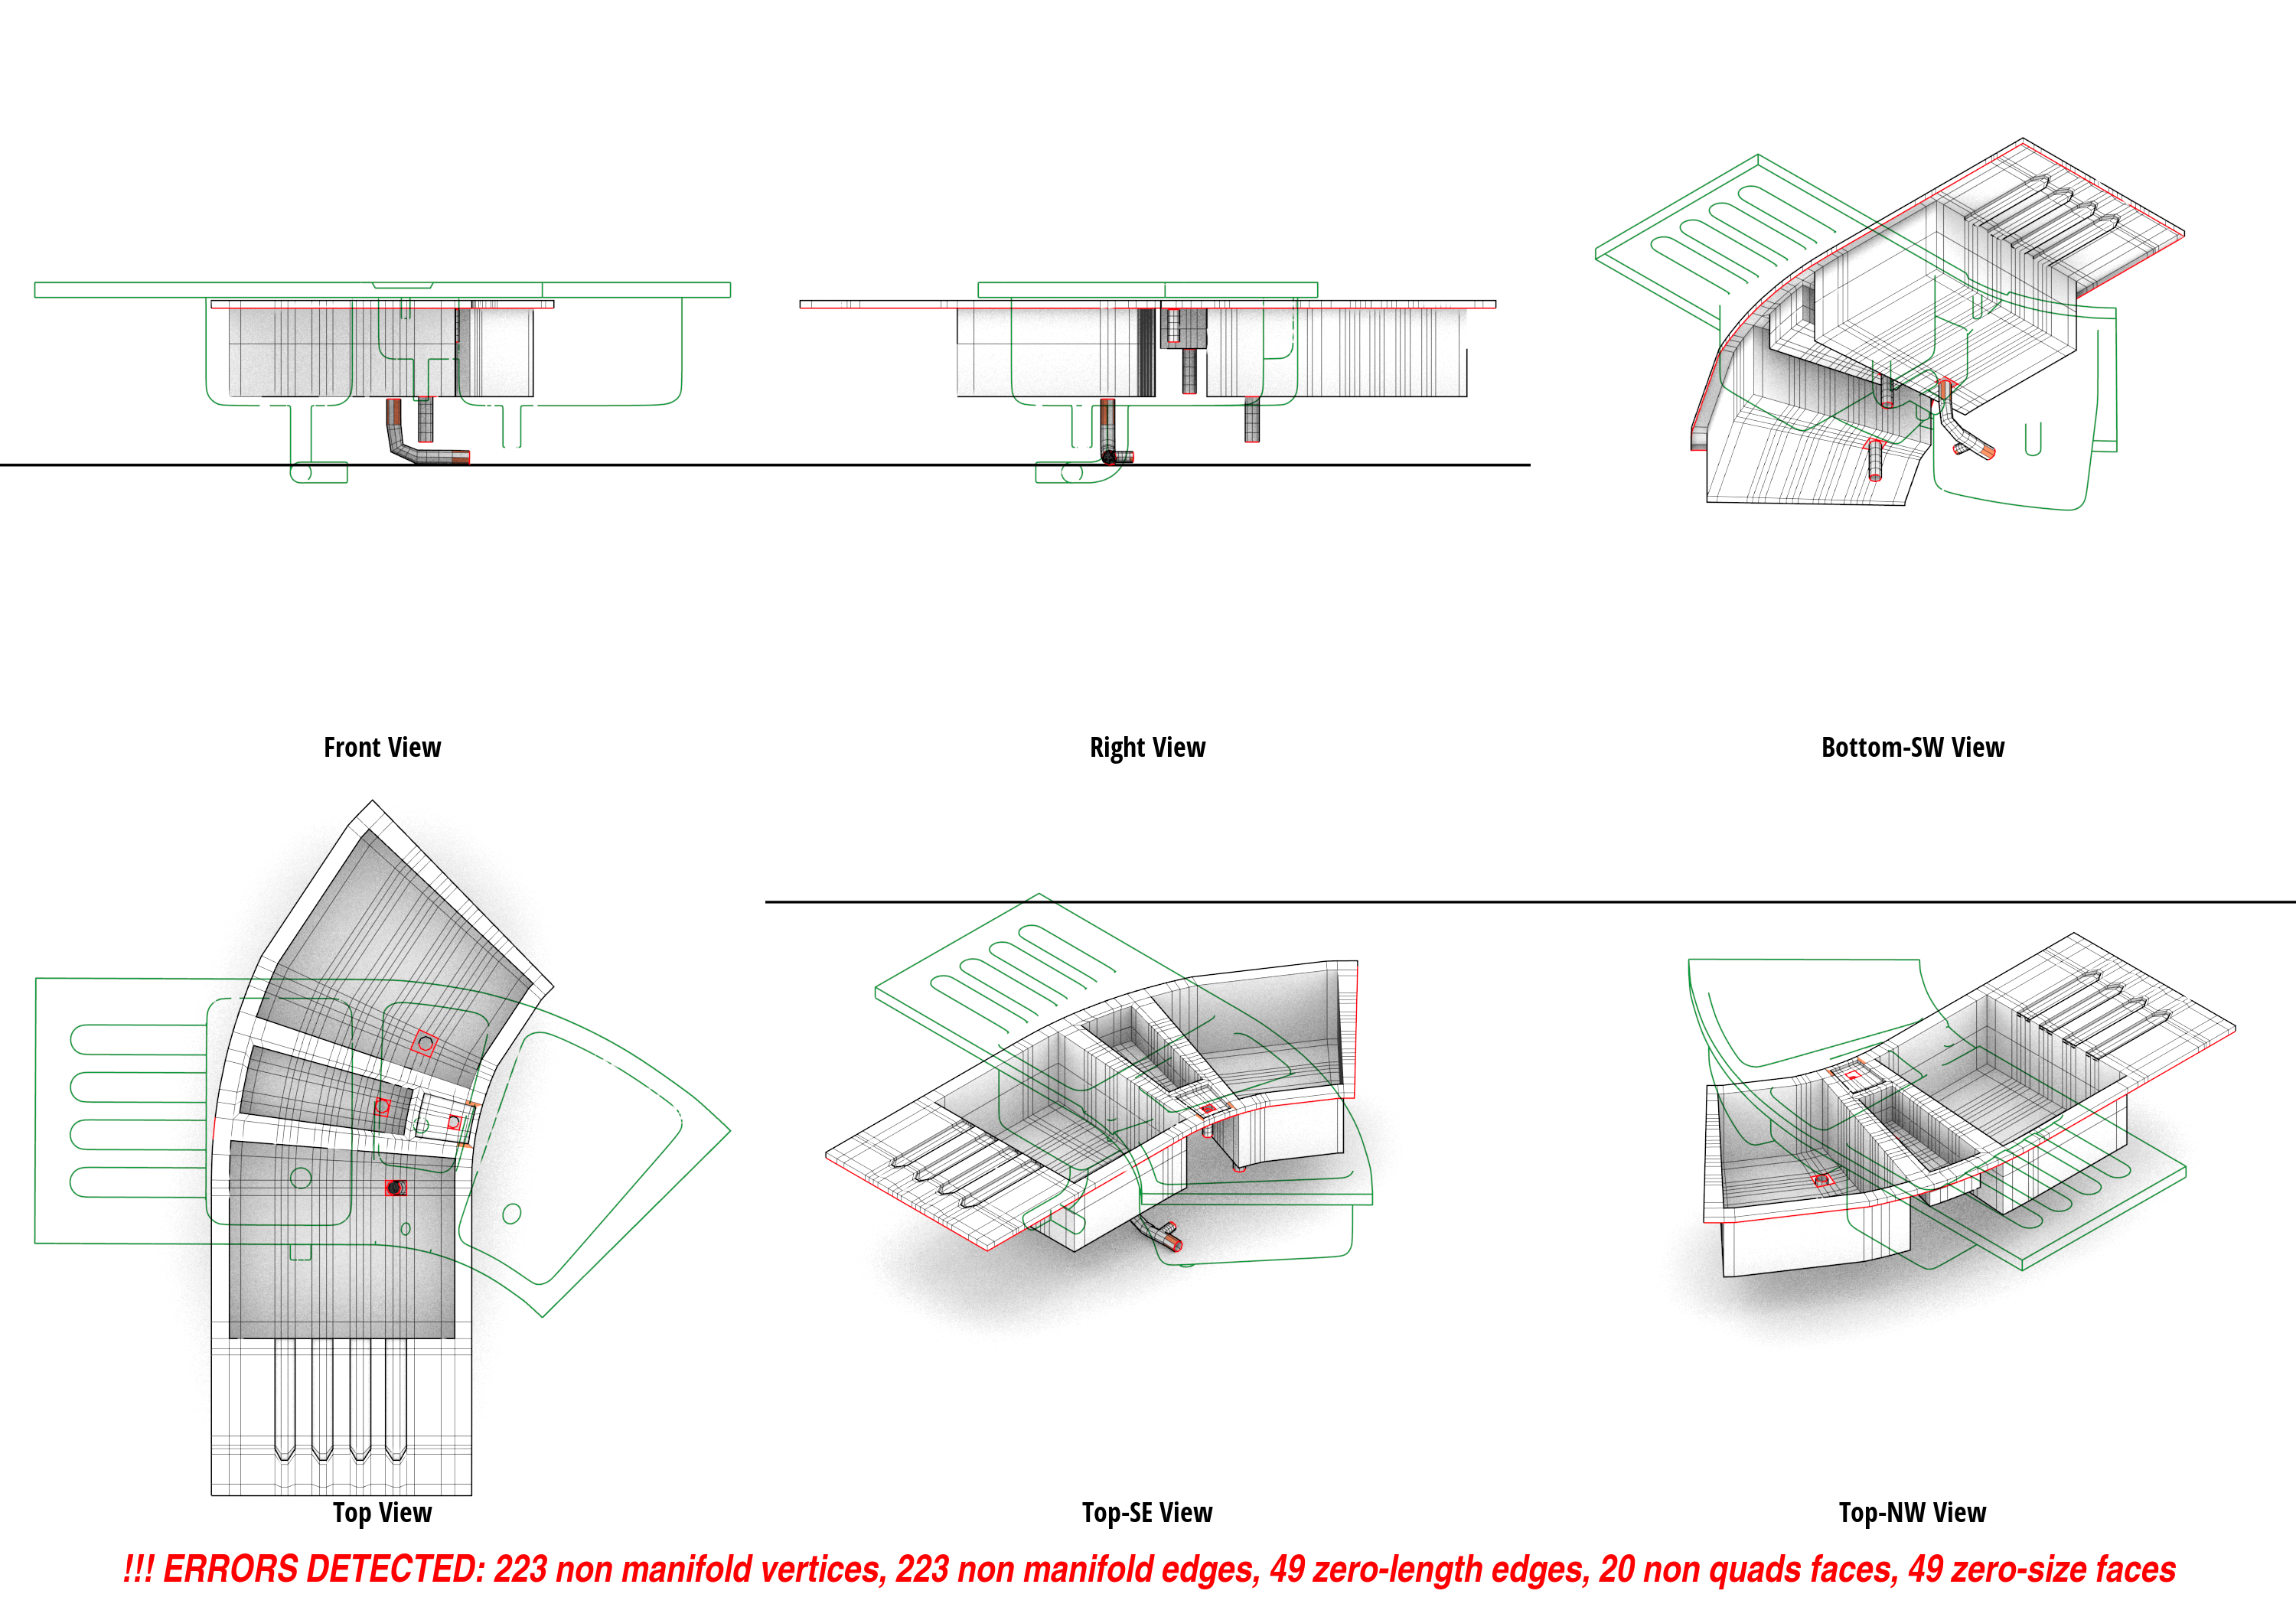 Front View
Right View
Bottom-SW View
Top View
Top-SE View
Top-NW View
!!! ERRORS DETECTED: 223 non manifold vertices, 223 non manifold edges, 49 zero-length edges, 20 non quads faces, 49 zero-size faces